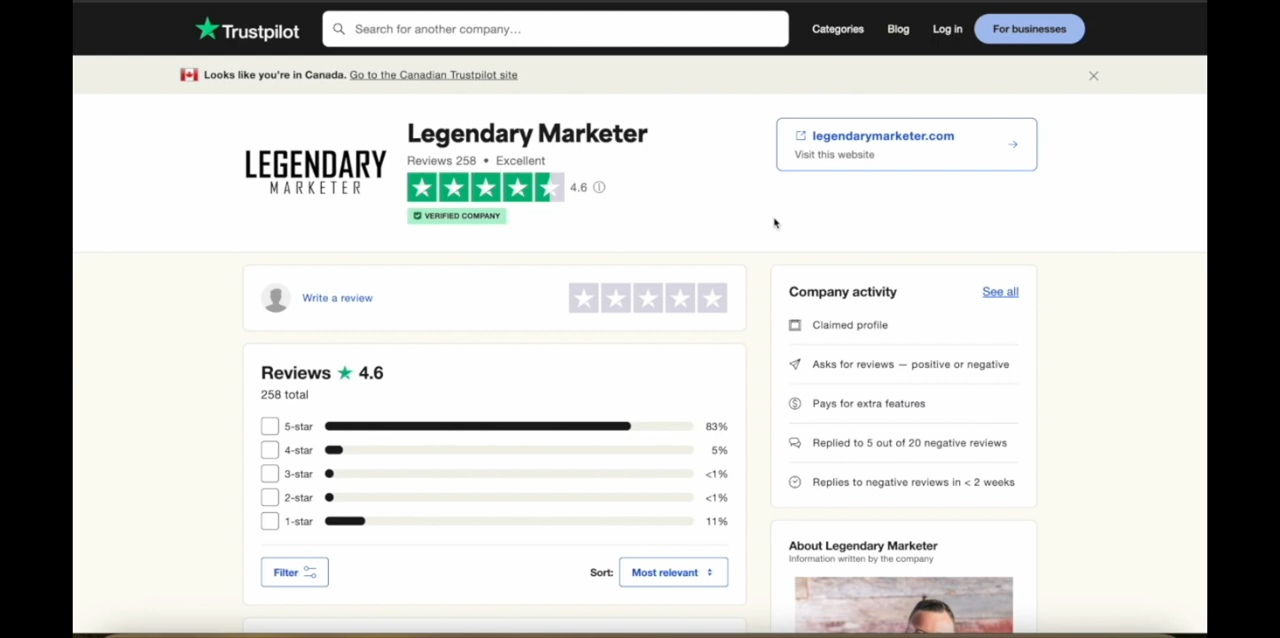 Trustpilot
Search for another company...
Categories
Blog
Log in
For businesses
Looks like you're in Canada. Go to the Canadian Trustpilot site
LEGENDARY
MARKETER
Legendary Marketer
Reviews 258 • Excellent
4.6
VERIFIED COMPANY
legendarymarketer.com
Visit this website
Write a review
Reviews ★ 4.6
258 total
5-star 83%
4-star 5%
3-star <1%
2-star <1%
1-star 11%
Filter
Sort: Most relevant
Company activity
See all
Claimed profile
Asks for reviews — positive or negative
Pays for extra features
Replied to 5 out of 20 negative reviews
Replies to negative reviews in < 2 weeks
About Legendary Marketer
Information written by the company